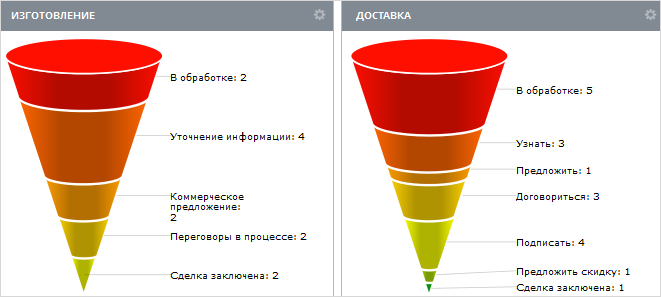 ИЗГОТОВЛЕНИЕ
В обработке: 2
Уточнение информации: 4
Коммерческое
предложение:
2
Переговоры в процессе: 2
Сделка заключена: 2
ДОСТАВКА
В обработке: 5
Узнать: 3
Предложить: 1
Договориться: 3
Подписать: 4
Предложить скидку: 1
Сделка заключена: 1